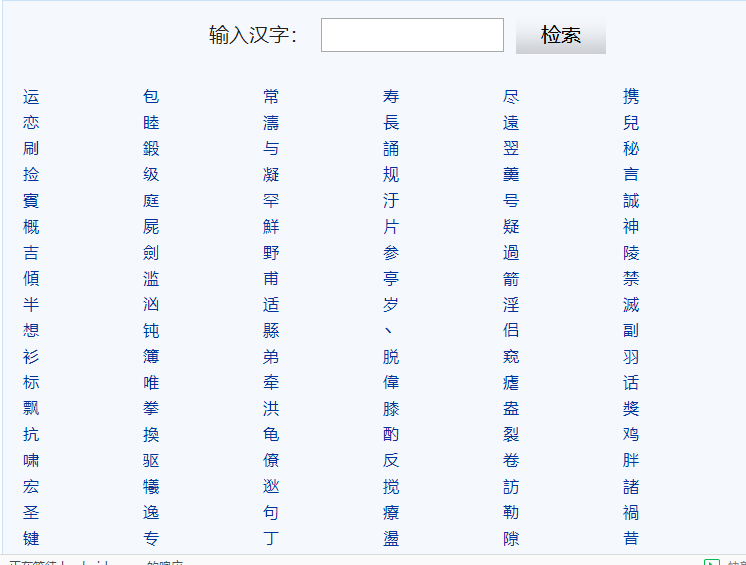 输入汉字： 检索
运 包 常 寿 尽 携
恋 睦 濤 長 遠 兒
刷 鍛 与 誦 翌 秘
捡 级 凝 规 羹 言
賓 庭 罕 汙 号 誠
概 屍 鮮 片 疑 神
吉 劍 野 参 過 陵
傾 滥 甫 亭 箭 禁
半 汹 适 岁 淫 滅
想 钝 縣 丶 侣 副
衫 簿 弟 脱 窥 羽
标 唯 牵 偉 瘧 话
飘 拳 洪 膝 盎 獎
抗 換 龟 酌 裂 鸡
啸 驱 僚 反 卷 胖
宏 犧 逖 搅 訪 諸
圣 逸 句 療 勒 禍
键 专 丁 盪 隙 昔